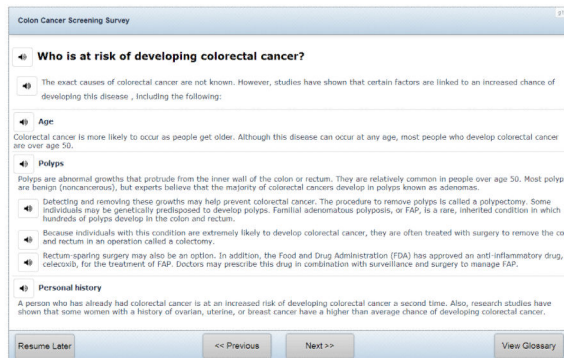 Colon Cancer Screening Survey
Who is at risk of developing colorectal cancer?
The exact causes of colorectal cancer are not known. However, studies have shown that certain factors are linked to an increased chance of
developing this disease , including the following:
Age
Colorectal cancer is more likely to occur as people get older. Although this disease can occur at any age, most people who develop colorectal cancer
are over age 50.
Polyps
Polyps are abnormal growths that protrude from the inner wall of the colon or rectum. They are relatively common in people over age 50. Most polyp
are benign (noncancerous), but experts believe that the majority of colorectal cancers develop in polyps known as adenomas.
Detecting and removing these growths may help prevent colorectal cancer. The procedure to remove polyps is called a polypectomy. Some
individuals may be genetically predisposed to develop polyps. Familial adenomatous polyposis, or FAP, is a rare, inherited condition in which
hundreds of polyps develop in the colon and rectum.
Because individuals with this condition are extremely likely to develop colorectal cancer, they are often treated with surgery to remove the co
and rectum in an operation called a colectomy.
Rectum-sparing surgery may also be an option. In addition, the Food and Drug Administration (FDA) has approved an anti-inflammatory drug,
celecoxib, for the treatment of FAP. Doctors may prescribe this drug in combination with surveillance and surgery to manage FAP.
Personal history
A person who has already had colorectal cancer is at an increased risk of developing colorectal cancer a second time. Also, research studies have
shown that some women with a history of ovarian, uterine, or breast cancer have a higher than average chance of developing colorectal cancer.
Resume Later
<< Previous
Next >>
View Glossary